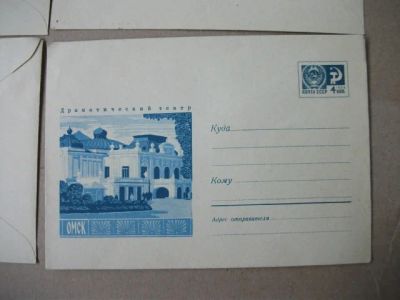 Драматический театр
ПОЧТА СССР
4
коп.
Куда
Кому
Адрес отправителя
ОМСК